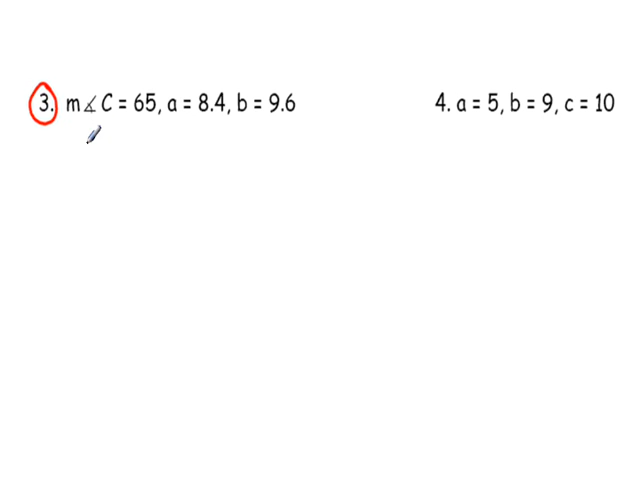 3. m∡C = 65, a = 8.4, b = 9.6
4. a = 5, b = 9, c = 10